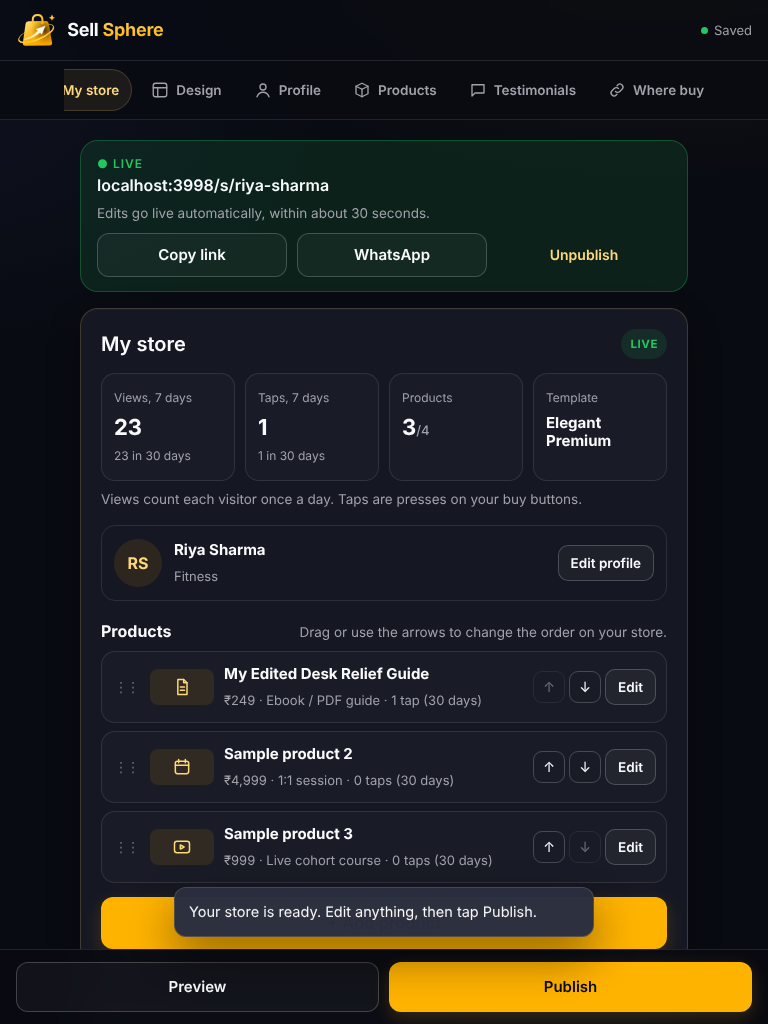 Sell Sphere
Saved
My store
Design
Profile
Products
Testimonials
Where buy
LIVE
localhost:3998/s/riya-sharma
Edits go live automatically, within about 30 seconds.
Copy link
WhatsApp
Unpublish
My store
LIVE
Views, 7 days
23
23 in 30 days
Taps, 7 days
1
1 in 30 days
Products
3/4
Template
Elegant
Premium
Views count each visitor once a day. Taps are presses on your buy buttons.
RS
Riya Sharma
Fitness
Edit profile
Products
Drag or use the arrows to change the order on your store.
My Edited Desk Relief Guide
₹249 · Ebook / PDF guide · 1 tap (30 days)
Edit
Sample product 2
₹4,999 · 1:1 session · 0 taps (30 days)
Edit
Sample product 3
₹999 · Live cohort course · 0 taps (30 days)
Edit
Your store is ready. Edit anything, then tap Publish.
Preview
Publish